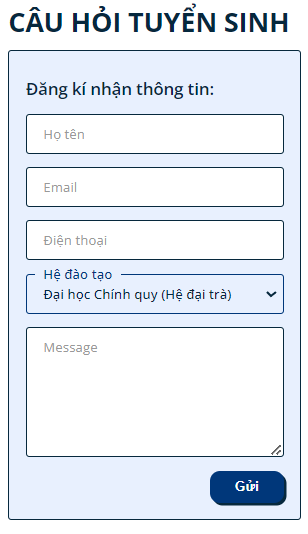 CÂU HỎI TUYỂN SINH
Đăng kí nhận thông tin:
Họ tên
Email
Điện thoại
Hệ đào tạo
Đại học Chính quy (Hệ đại trà)
Message
Gửi